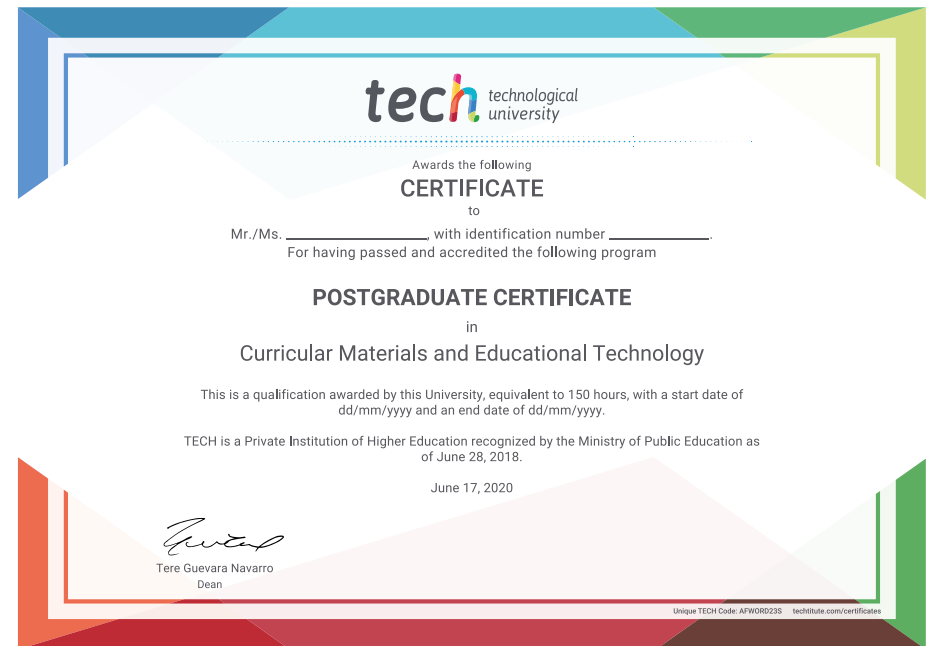 tech technological
university
Awards the following
CERTIFICATE
to
Mr./Ms. ____________________, with identification number ______________.
For having passed and accredited the following program
POSTGRADUATE CERTIFICATE
in
Curricular Materials and Educational Technology
This is a qualification awarded by this University, equivalent to 150 hours, with a start date of
dd/mm/yyyy and an end date of dd/mm/yyyy.
TECH is a Private Institution of Higher Education recognized by the Ministry of Public Education as
of June 28, 2018.
June 17, 2020
Tere Guevara Navarro
Dean
Unique TECH Code: AFWORD23S techtitute.com/certificates